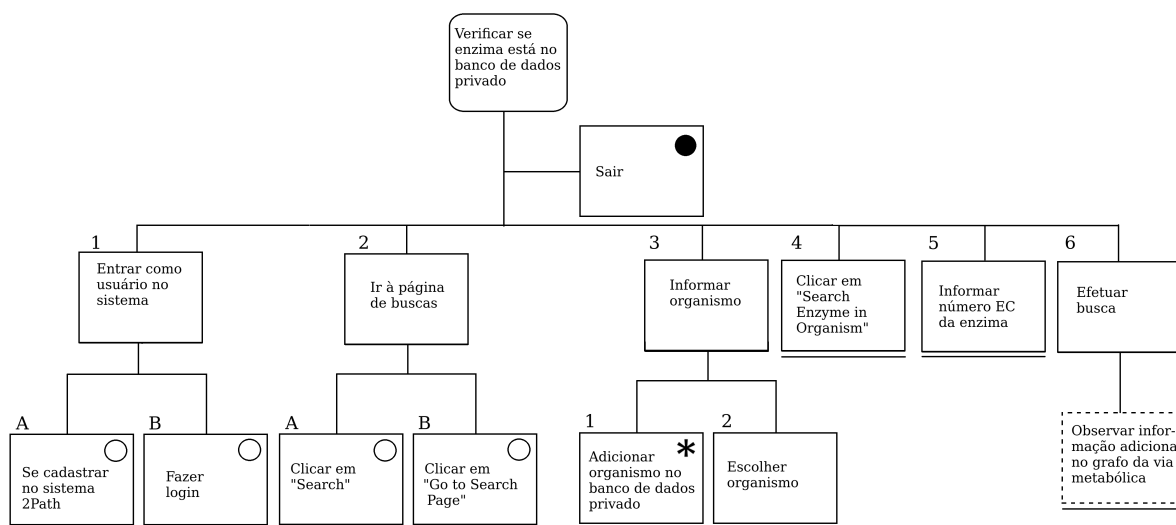 Verificar se
enzima está no
banco de dados
privado
Sair
1
Entrar como
usuário no
sistema
2
Ir à página
de buscas
3
Informar
organismo
4
Clicar em
"Search
Enzyme in
Organism"
5
Informar
número EC
da enzima
6
Efetuar
busca
A
Se cadastrar
no sistema
2Path
B
Fazer
login
A
Clicar em
"Search"
B
Clicar em
"Go to Search
Page"
1
*
Adicionar
organismo no
banco de dados
privado
2
Escolher
organismo
Observar infor-
mação adiciona
no grafo da via
metabólica